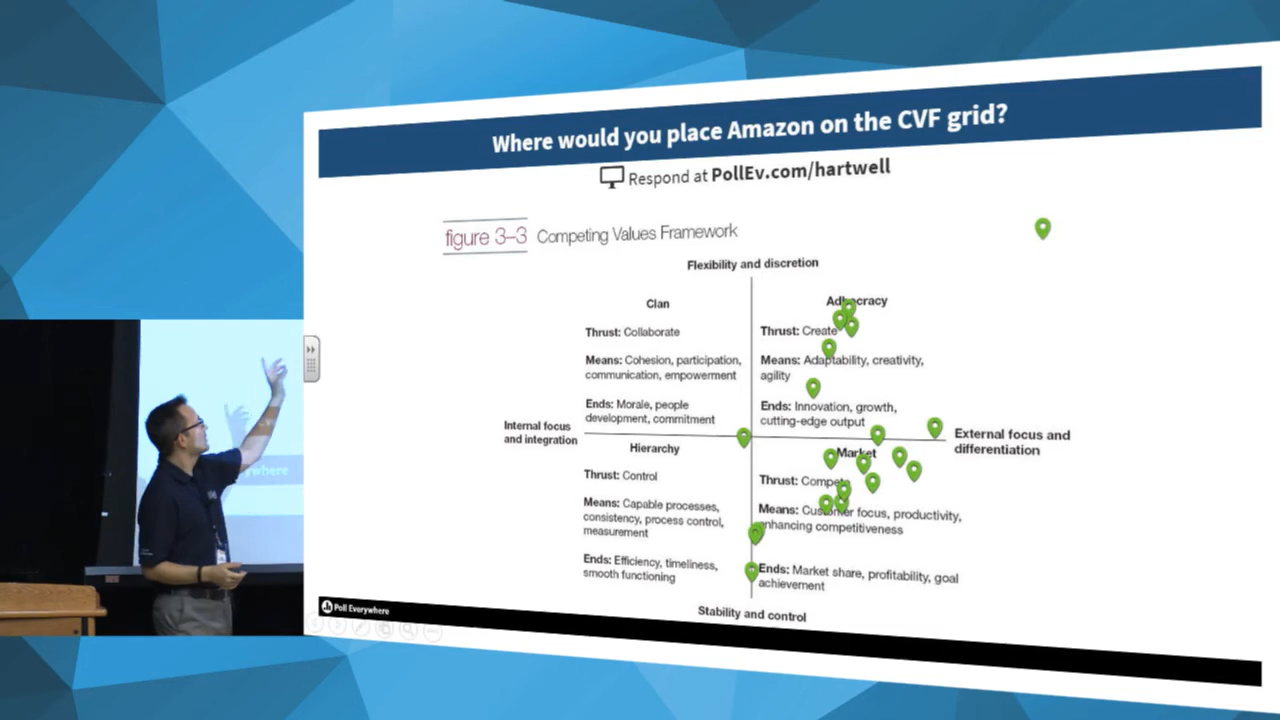 Where would you place Amazon on the CVF grid?
Respond at PollEv.com/hartwell
figure 3–3 Competing Values Framework
Flexibility and discretion
Clan
Thrust: Collaborate
Means: Cohesion, participation,
communication, empowerment
Ends: Morale, people
development, commitment
Adhocracy
Thrust: Create
Means: Adaptability, creativity,
agility
Ends: Innovation, growth,
cutting-edge output
Internal focus
and integration
External focus and
differentiation
Hierarchy
Thrust: Control
Means: Capable processes,
consistency, process control,
measurement
Ends: Efficiency, timeliness,
smooth functioning
Market
Thrust: Compete
Means: Customer focus, productivity,
enhancing competitiveness
Ends: Market share, profitability, goal
achievement
Stability and control
Poll Everywhere
ywhere